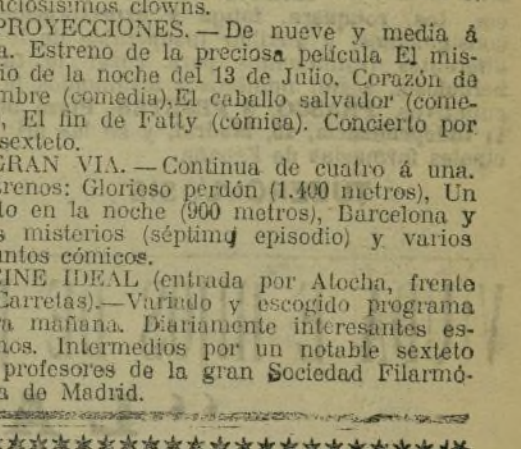 aciosísimos clowns.
PROYECCIONES. — De nueve y media á
a. Estreno de la preciosa película El mis-
io de la noche del 13 de Julio, Corazón de
mbre (comedia), El caballo salvador (come-
, El fin de Fatty (cómica). Concierto por
sexteto.
GRAN VIA. — Continua de cuatro á una.
strenos: Glorioso perdón (1.400 metros), Un
to en la noche (900 metros), Barcelona y
s misterios (séptimo episodio) y varios
untos cómicos.
CINE IDEAL (entrada por Atocha, frente
Carretas).—Variado y escogido programa
ra mañana. Diariamente interesantes es-
nos. Intermedios por un notable sexteto
profesores de la gran Sociedad Filarmó-
a de Madrid.